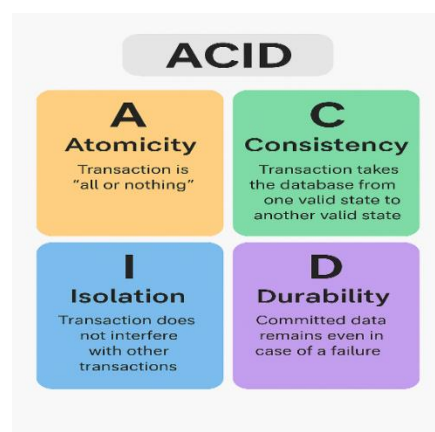 ACID
A
Atomicity
Transaction is
"all or nothing"
C
Consistency
Transaction takes
the database from
one valid state to
another valid state
I
Isolation
Transaction does
not interfere
with other
transactions
D
Durability
Committed data
remains even in
case of a failure